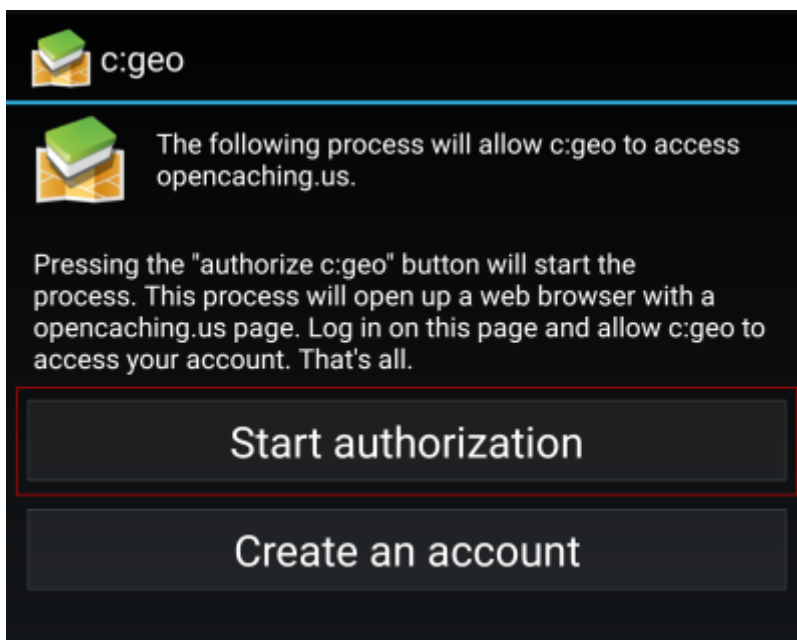 c:geo
The following process will allow c:geo to access
opencaching.us.
Pressing the "authorize c:geo" button will start the
process. This process will open up a web browser with a
opencaching.us page. Log in on this page and allow c:geo to
access your account. That's all.
Start authorization
Create an account